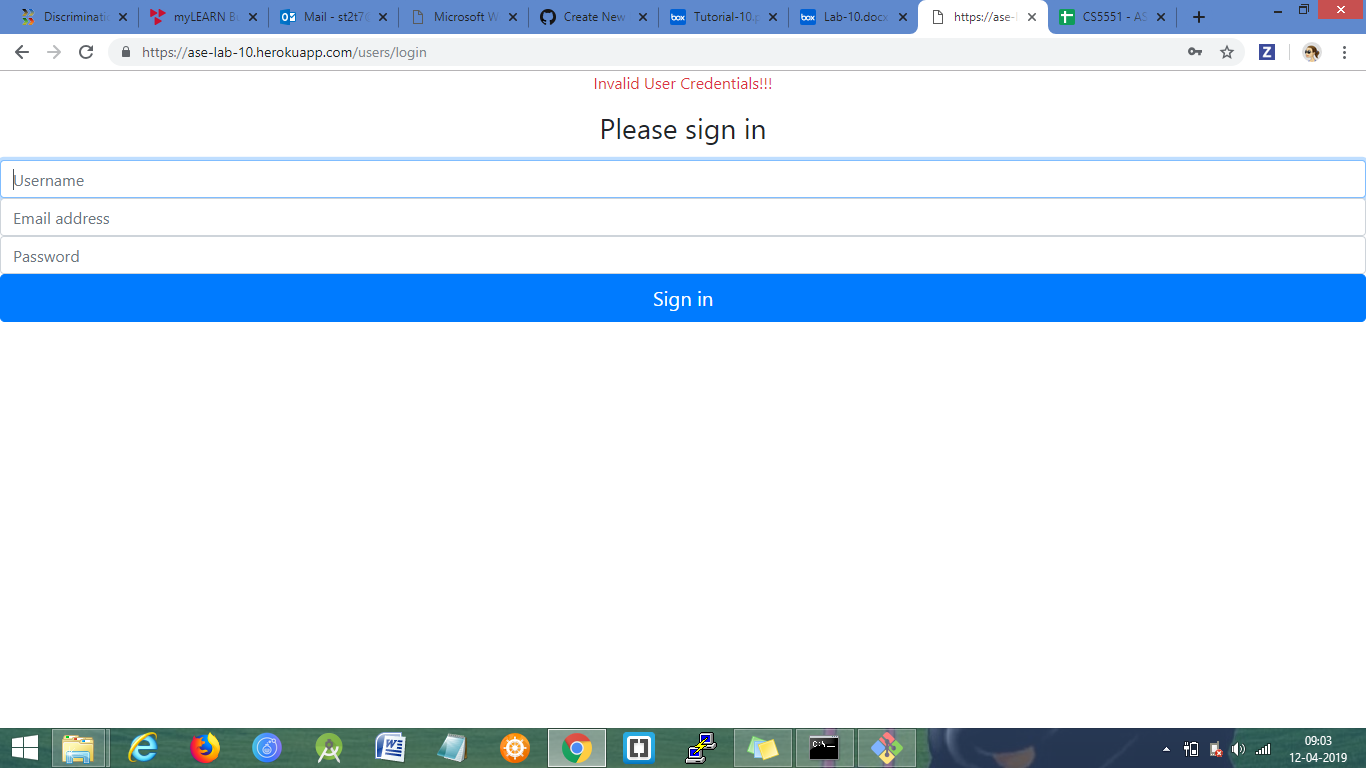 Discriminati
myLEARN B
Mail - st2t7
Microsoft W
Create New
Tutorial-10.
Lab-10.docx
https://ase-
CS5551 - AS
https://ase-lab-10.herokuapp.com/users/login
Invalid User Credentials!!!
Please sign in
Username
Email address
Password
Sign in
09:03
12-04-2019